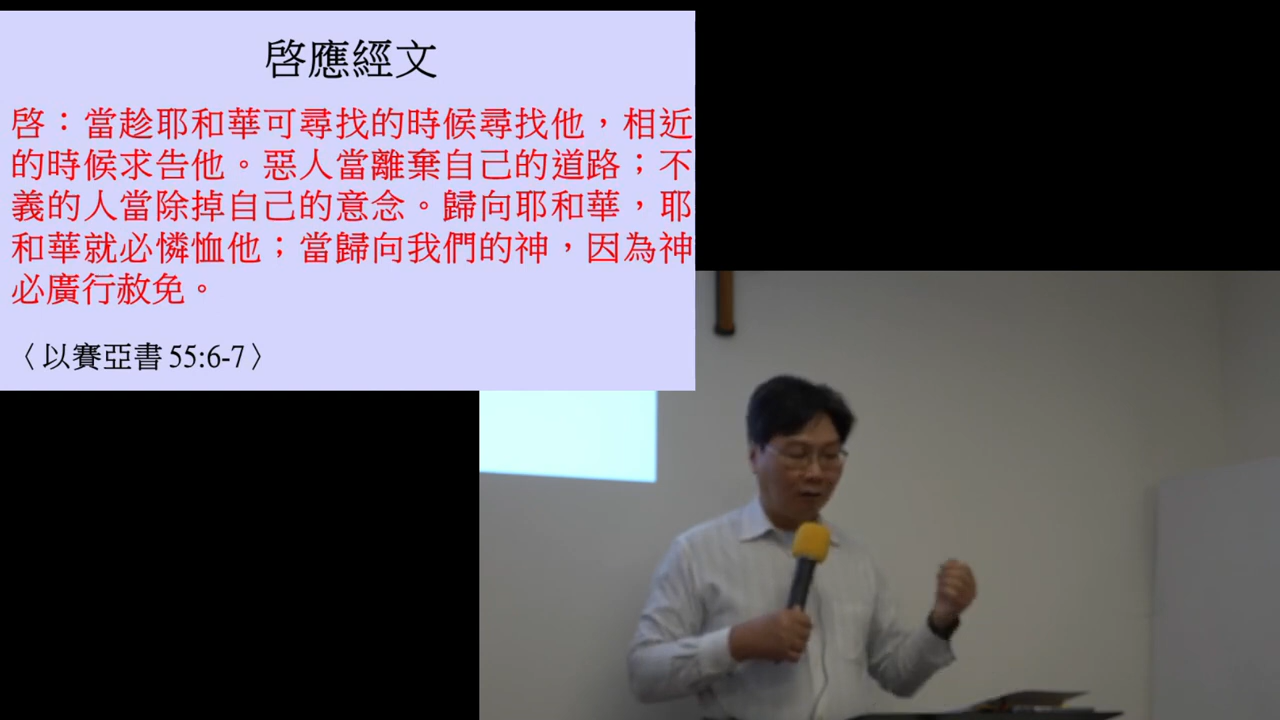 啓應經文
啓：當趁耶和華可尋找的時候尋找他，相近
的時候求告他。惡人當離棄自己的道路；不
義的人當除掉自己的意念。歸向耶和華，耶
和華就必憐恤他；當歸向我們的神，因為神
必廣行赦免。
〈以賽亞書 55:6-7〉